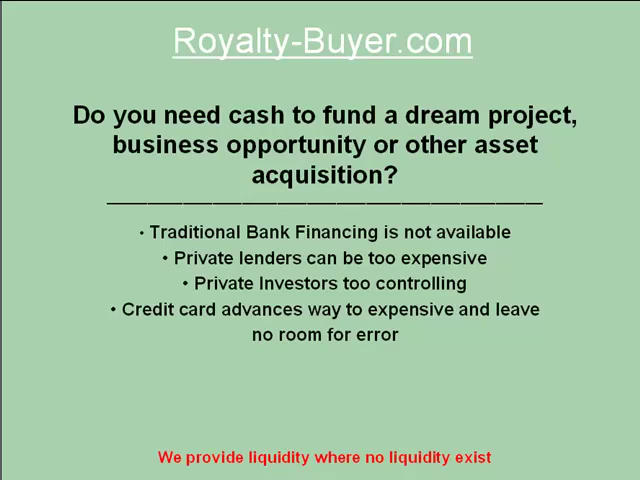 Royalty-Buyer.com
Do you need cash to fund a dream project,
business opportunity or other asset
acquisition?
• Traditional Bank Financing is not available
• Private lenders can be too expensive
• Private Investors too controlling
• Credit card advances way to expensive and leave
no room for error
We provide liquidity where no liquidity exist